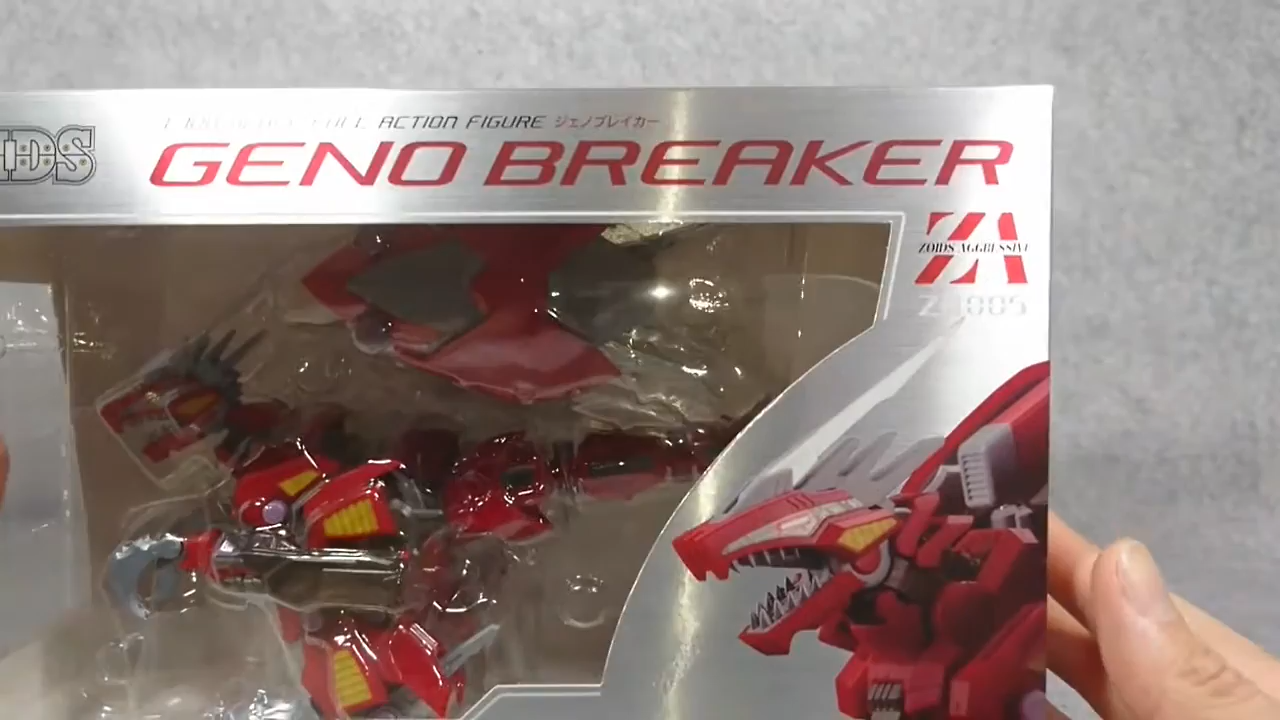 ACTION FIGURE ジェノブレイカー
IDS
GENO BREAKER
ZA
ZOIDS AGGRESSIVE